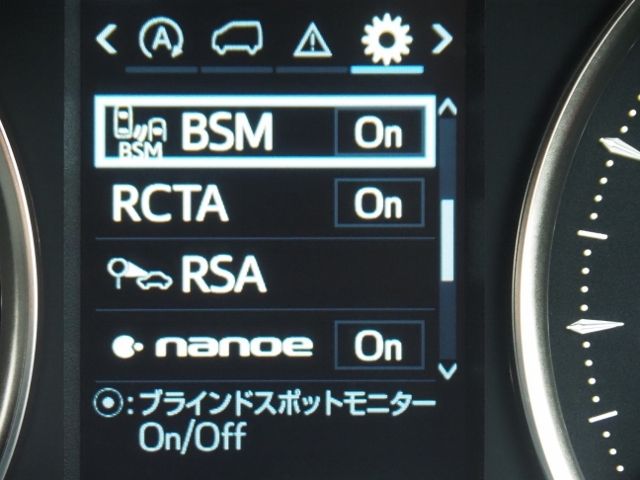 A
BSM BSM On
RCTA On
RSA
nanoe On
:ブラインドスポットモニター
On/Off